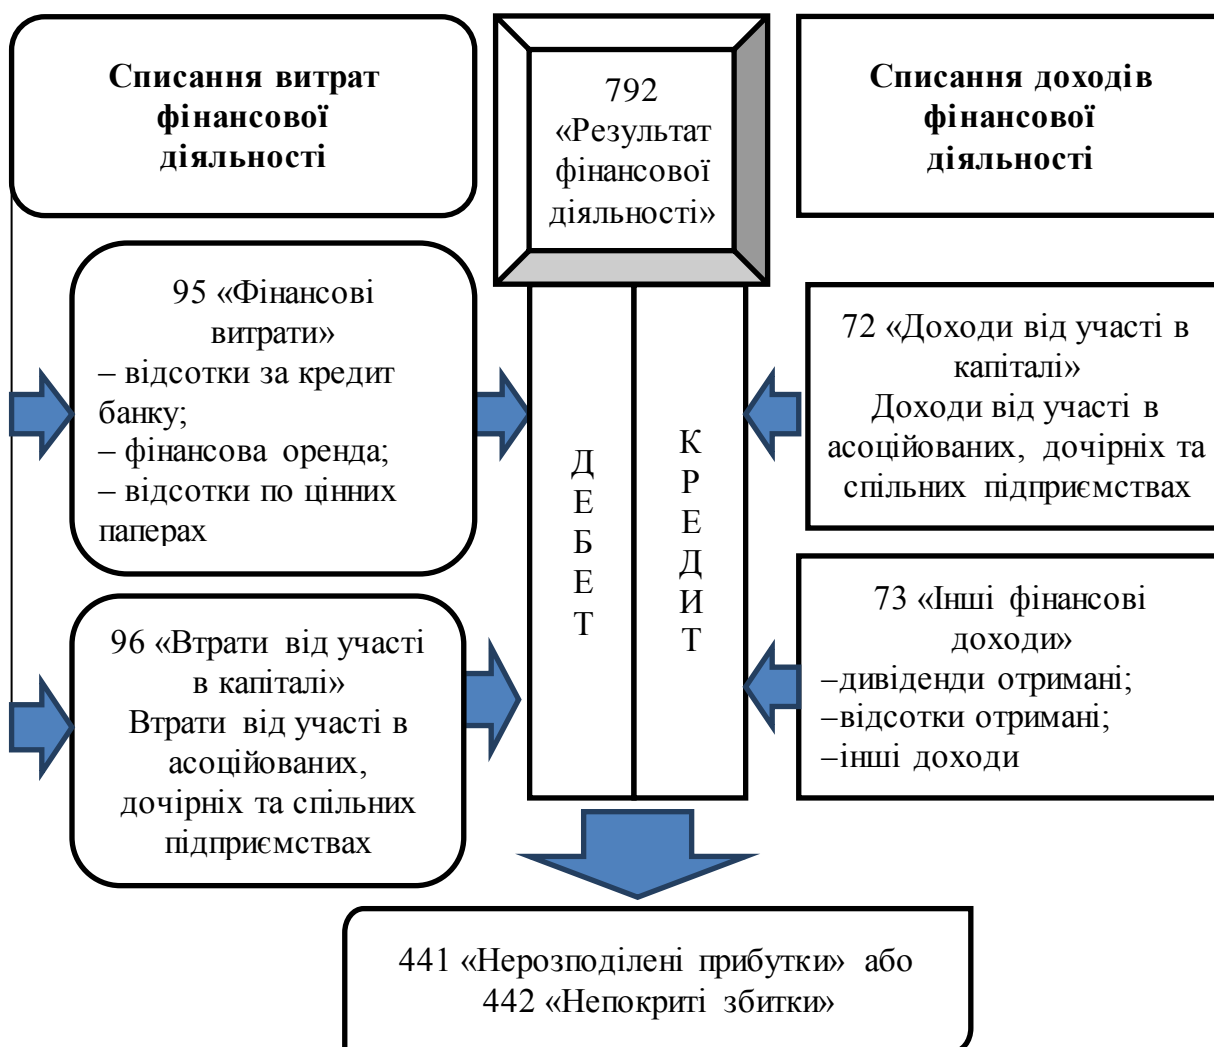 Списання витрат
фінансової
діяльності
792
«Результат
фінансової
діяльності»
Списання доходів
фінансової
діяльності
95 «Фінансові
витрати»
– відсотки за кредит
банку;
– фінансова оренда;
– відсотки по цінних
паперах
96 «Втрати від участі
в капіталі»
Втрати від участі в
асоційованих,
дочірніх та спільних
підприємствах
Д
Е
Б
Е
Т
К
Р
Е
Д
И
Т
72 «Доходи від участі в
капіталі»
Доходи від участі в
асоційованих, дочірніх та
спільних підприємствах
73 «Інші фінансові
доходи»
–дивіденди отримані;
–відсотки отримані;
–інші доходи
441 «Нерозподілені прибутки» або
442 «Непокриті збитки»